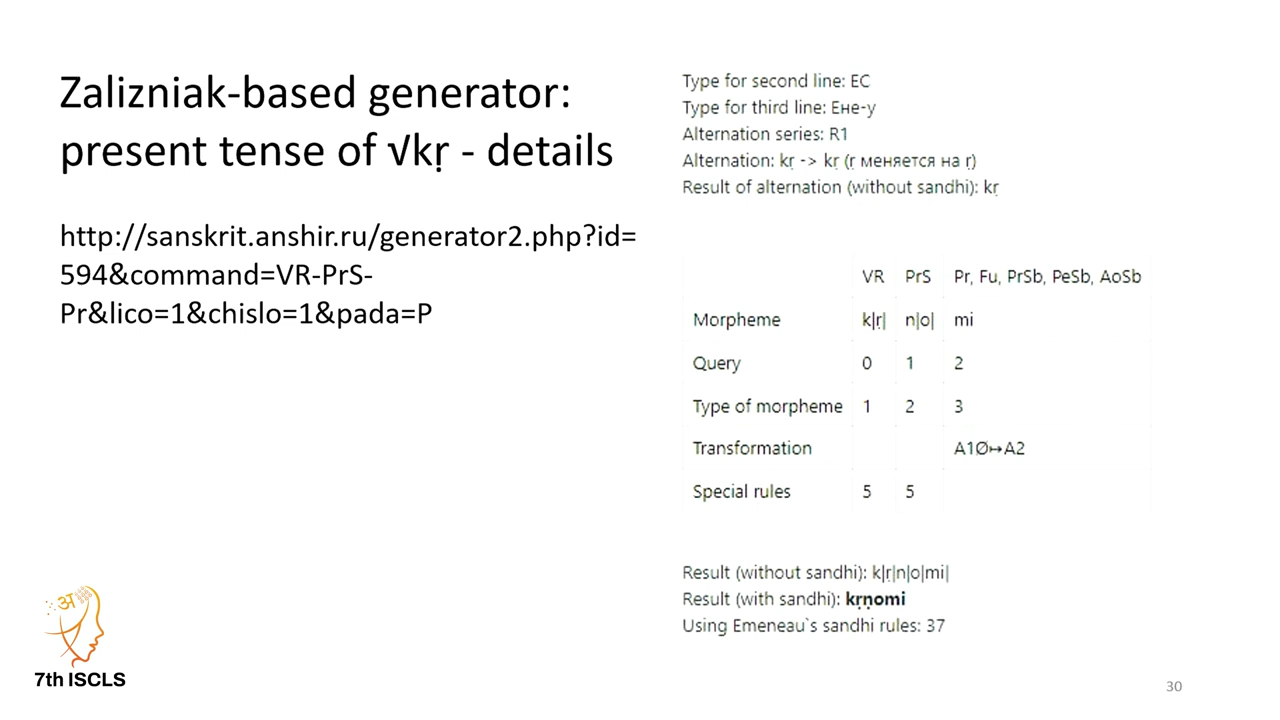 Zalizniak-based generator:
present tense of √kṛ - details
http://sanskrit.anshir.ru/generator2.php?id=
594&command=VR-PrS-
Pr&lico=1&chislo=1&pada=P
Type for second line: EC
Type for third line: Ене-у
Alternation series: R1
Alternation: kṛ -> kṛ (ṛ меняется на ṛ)
Result of alternation (without sandhi): kṛ
VR PrS Pr, Fu, PrSb, PeSb, AoSb
Morpheme k|ṛ| n|o| mi
Query 0 1 2
Type of morpheme 1 2 3
Transformation A1∅↦A2
Special rules 5 5
Result (without sandhi): k|ṛ|n|o|mi|
Result (with sandhi): kṛṇomi
Using Emeneau`s sandhi rules: 37
अ
7th ISCLS
30